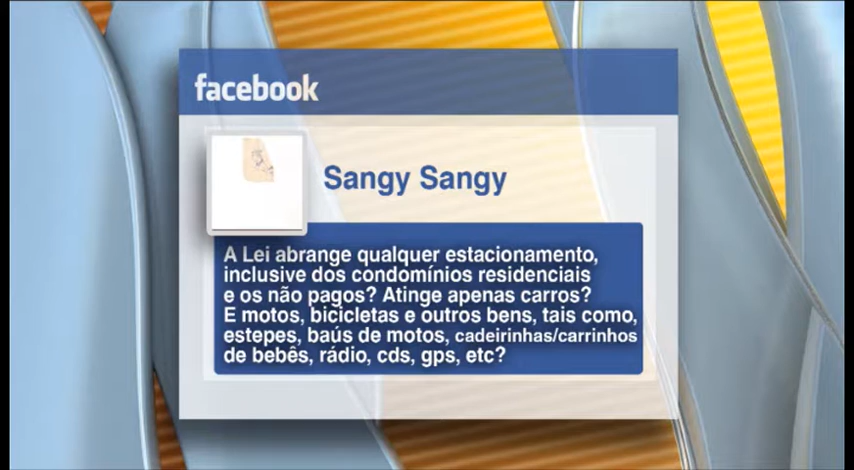 facebook
Sangy Sangy
A Lei abrange qualquer estacionamento,
inclusive dos condomínios residenciais
e os não pagos? Atinge apenas carros?
E motos, bicicletas e outros bens, tais como,
estepes, baús de motos, cadeirinhas/carrinhos
de bebês, rádio, cds, gps, etc?